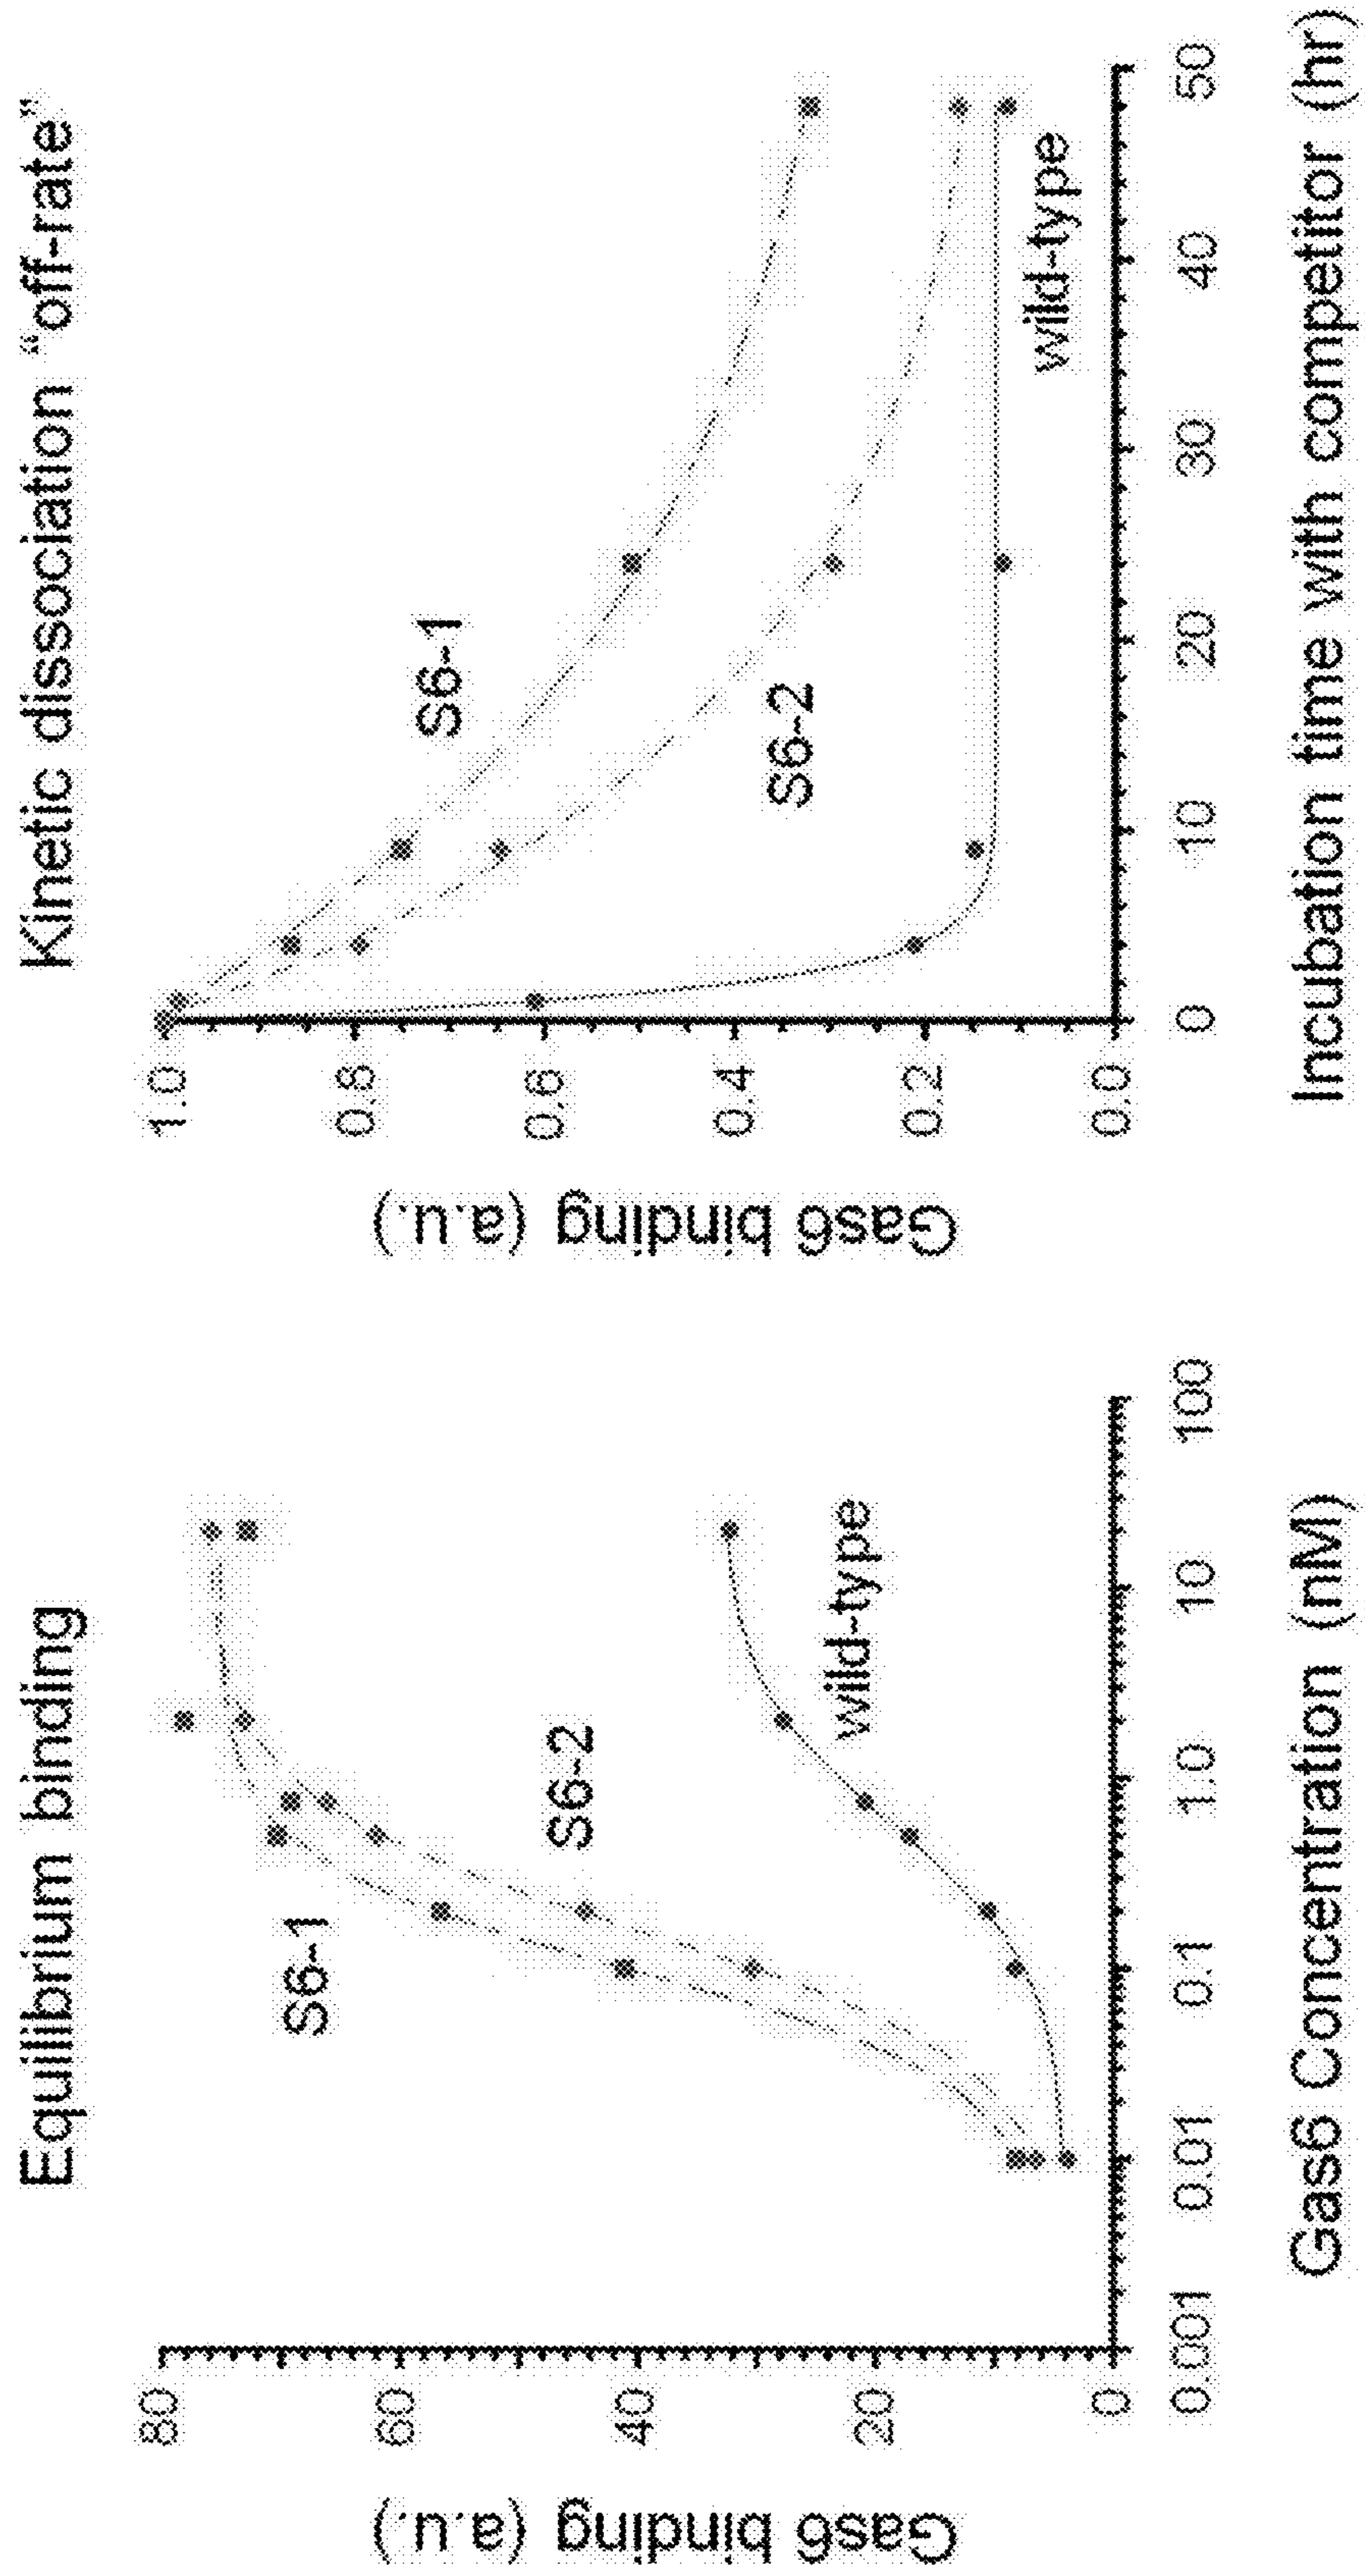 Equilibrium binding
Gas6 binding (a.u.)
80
60
40
20
0
S6-1
S6-2
wild-type
0.001
0.01
0.1
1.0
10
100
Gas6 Concentration (nM)
Kinetic dissociation "off-rate"
Gas6 binding (a.u.)
1.0
0.8
0.6
0.4
0.2
0.0
S6-1
S6-2
wild-type
0
10
20
30
40
50
Incubation time with competitor (hr)